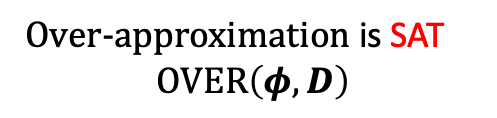 Over-approximation is SAT
OVER(ϕ, D)